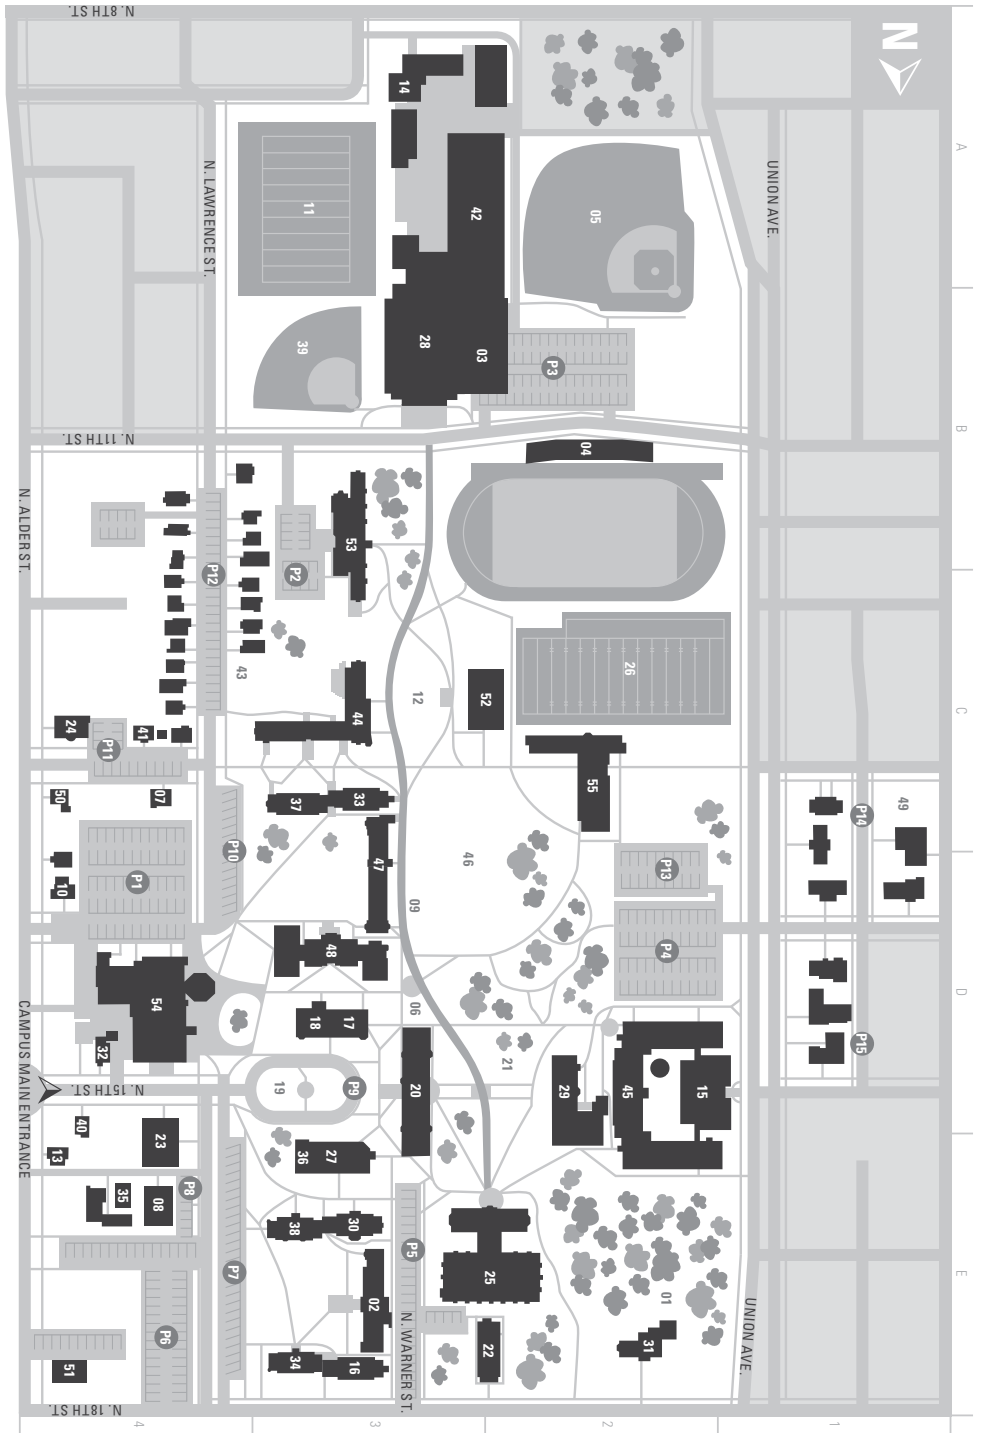 N. 8TH ST.
N
A
14
N. LAWRENCE ST.
UNION AVE.
11
42
05
39
28
03
P3
B
N. 11TH ST.
04
N. ALDER ST.
53
P12
P2
43
12
52
26
C
24
41
44
P11
55
50
07
37
33
49
P14
P10
47
46
P13
10
P1
09
48
P4
D
54
06
18
17
32
21
P15
CAMPUS MAIN ENTRANCE
N. 15TH ST.
19
P9
20
29
45
15
40
13
23
36
27
35
08
P8
38
30
P5
25
E
P7
02
01
N. WARNER ST.
UNION AVE.
P6
31
22
51
34
16
N. 18TH ST.
4
3
2
1